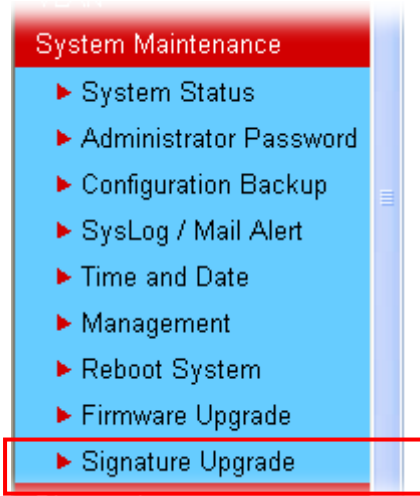 System Maintenance
System Status
Administrator Password
Configuration Backup
SysLog / Mail Alert
Time and Date
Management
Reboot System
Firmware Upgrade
Signature Upgrade